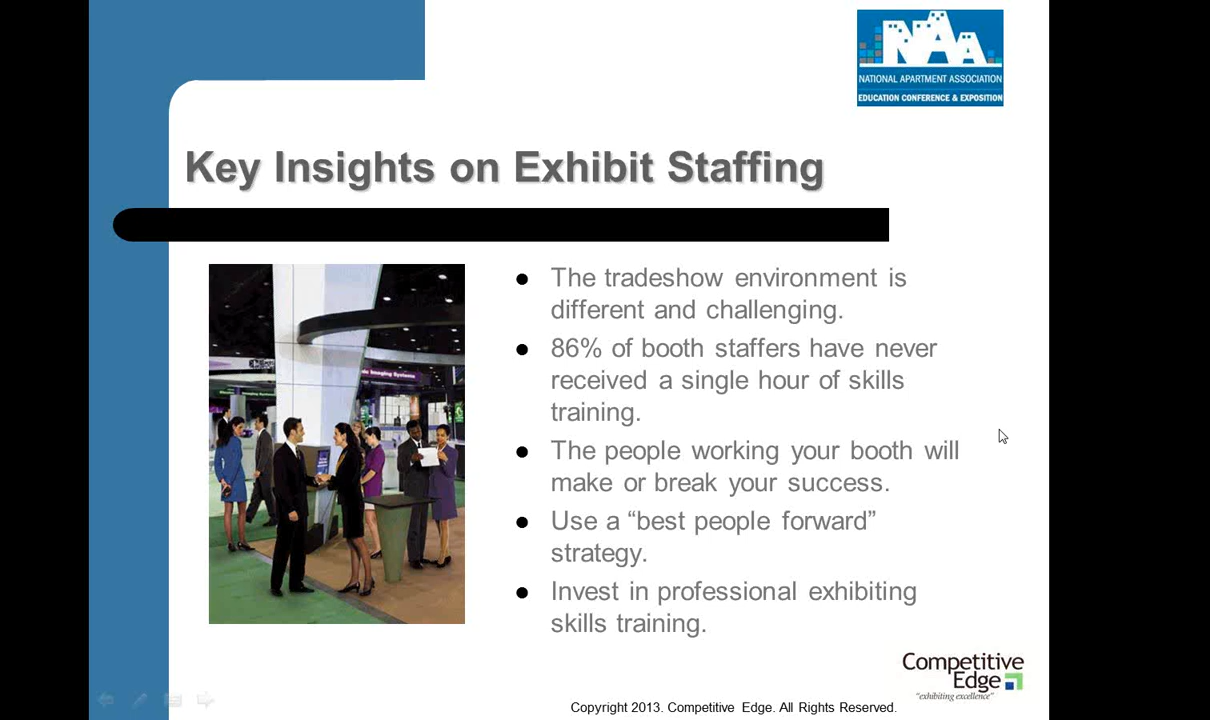 NAA
NATIONAL APARTMENT ASSOCIATION
EDUCATION CONFERENCE & EXPOSITION
Key Insights on Exhibit Staffing
● The tradeshow environment is
different and challenging.
● 86% of booth staffers have never
received a single hour of skills
training.
● The people working your booth will
make or break your success.
● Use a “best people forward”
strategy.
● Invest in professional exhibiting
skills training.
Imaging Systems
Competitive
Edge
“exhibiting excellence”
Copyright 2013. Competitive Edge. All Rights Reserved.